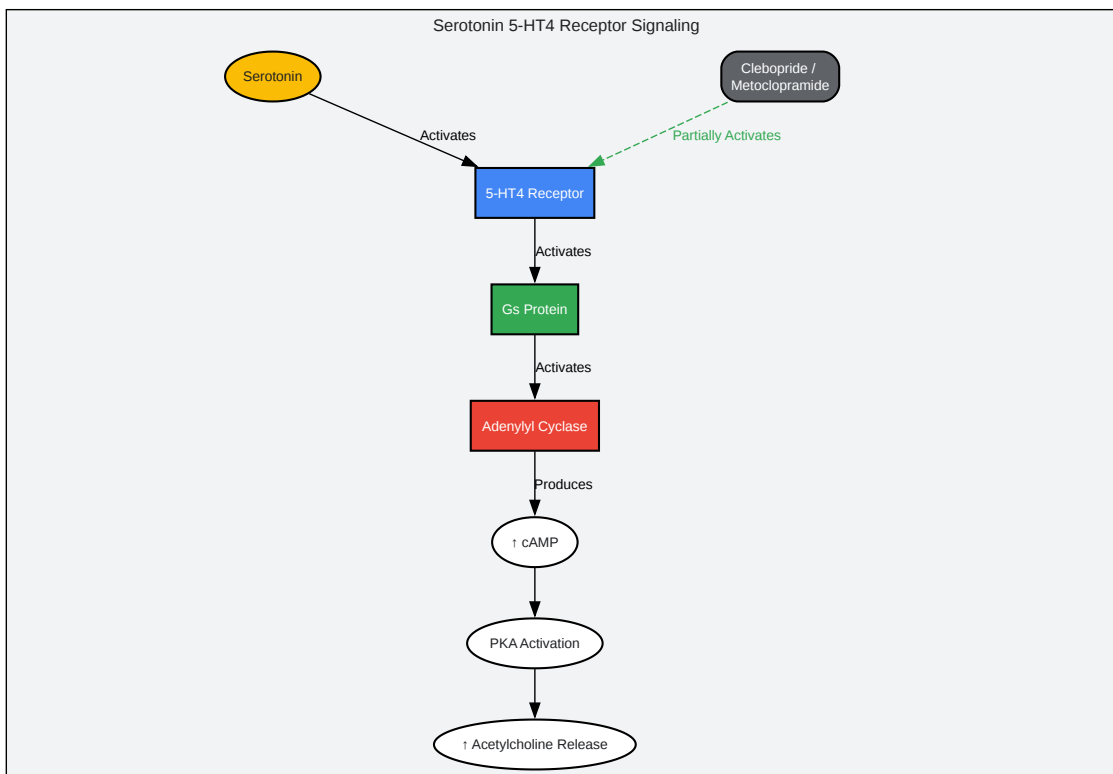 Serotonin 5-HT4 Receptor Signaling
Serotonin
Clebopride /
Metoclopramide
Activates
Partially Activates
5-HT4 Receptor
Activates
Gs Protein
Activates
Adenylyl Cyclase
Produces
↑ cAMP
PKA Activation
↑ Acetylcholine Release